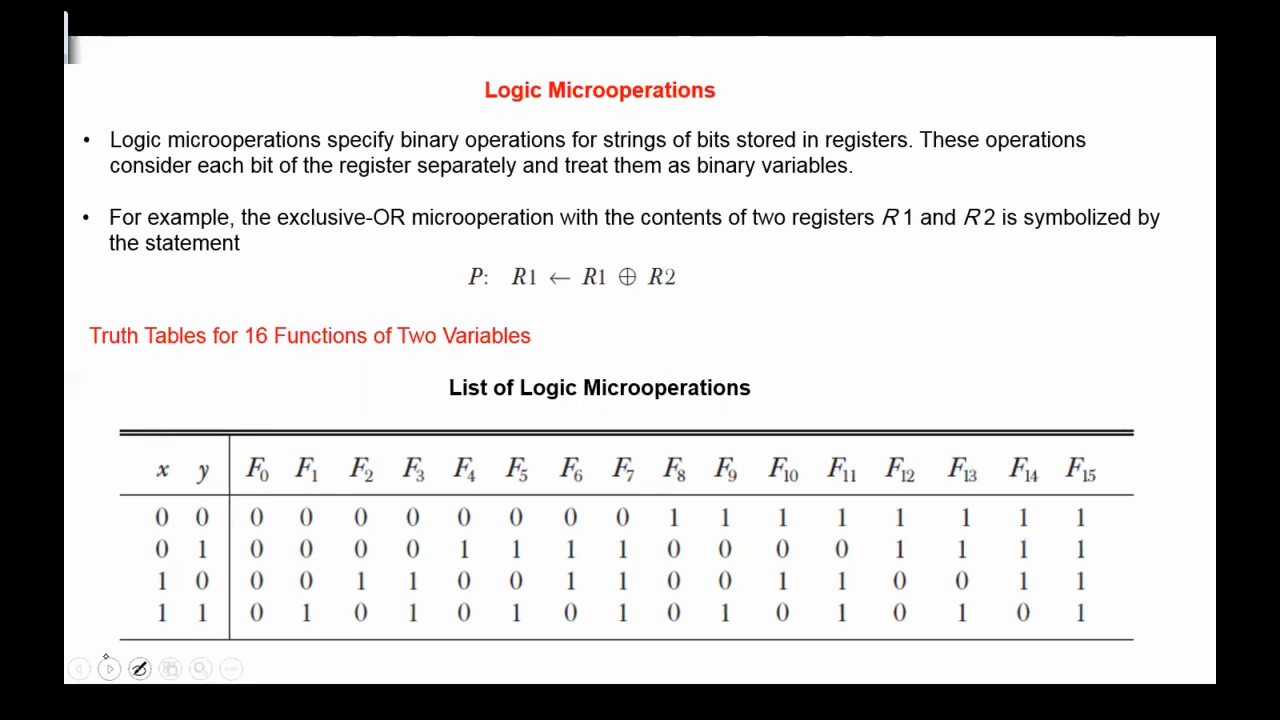 Logic Microoperations
• Logic microoperations specify binary operations for strings of bits stored in registers. These operations
consider each bit of the register separately and treat them as binary variables.
• For example, the exclusive-OR microoperation with the contents of two registers R1 and R2 is symbolized by
the statement
P: R1 ← R1 ⊕ R2
Truth Tables for 16 Functions of Two Variables
List of Logic Microoperations
x y F0 F1 F2 F3 F4 F5 F6 F7 F8 F9 F10 F11 F12 F13 F14 F15
0 0 0 0 0 0 0 0 0 0 1 1 1 1 1 1 1 1
0 1 0 0 0 0 1 1 1 1 0 0 0 0 1 1 1 1
1 0 0 0 1 1 0 0 1 1 0 0 1 1 0 0 1 1
1 1 0 1 0 1 0 1 0 1 0 1 0 1 0 1 0 1